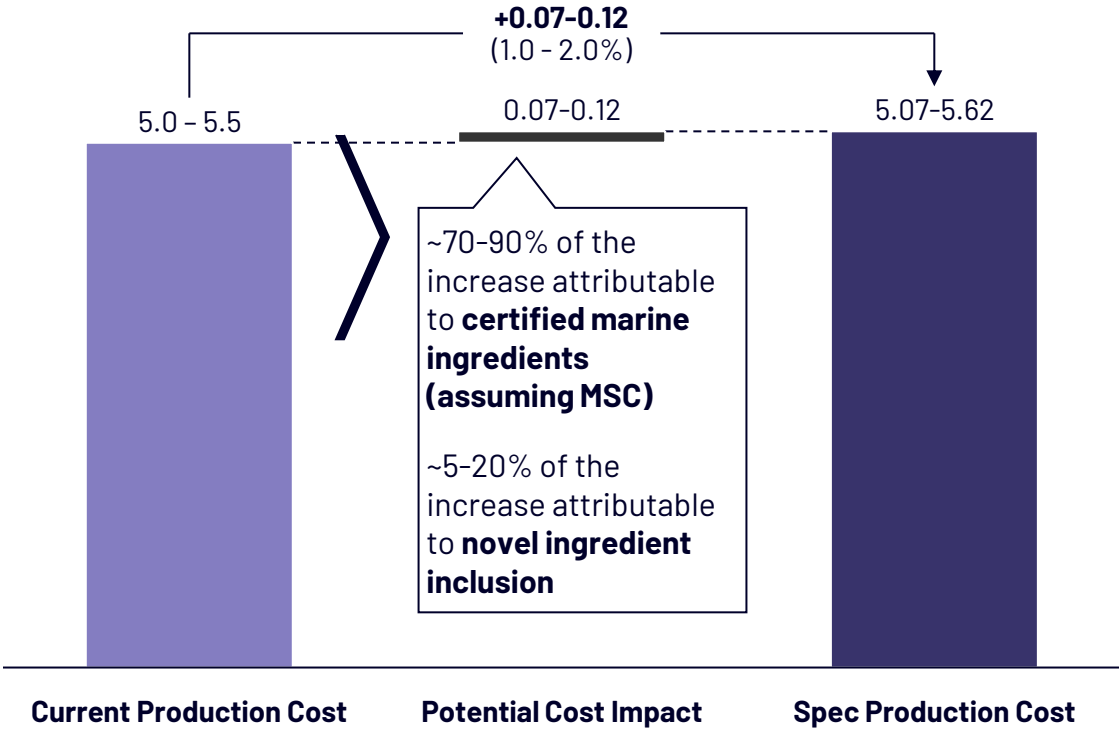 +0.07-0.12
(1.0 - 2.0%)
5.0 – 5.5
0.07-0.12
5.07-5.62
~70-90% of the
increase attributable
to certified marine
ingredients
(assuming MSC)
~5-20% of the
increase attributable
to novel ingredient
inclusion
Current Production Cost
Potential Cost Impact
Spec Production Cost